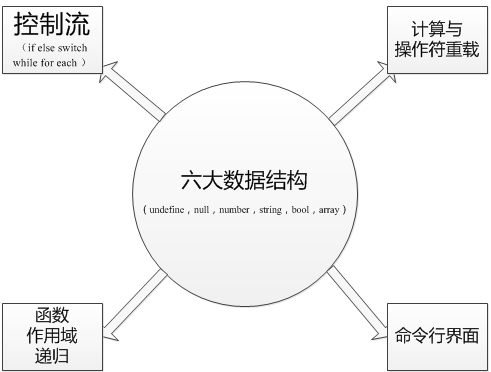 控制流
（if else switch
while for each ）
计算与
操作符重载
六大数据结构
（undefine，null，number，string，bool，array）
函数
作用域
递归
命令行界面